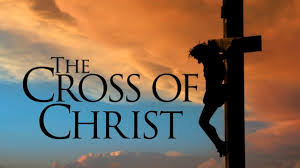 THE
CROSS OF
CHRIST